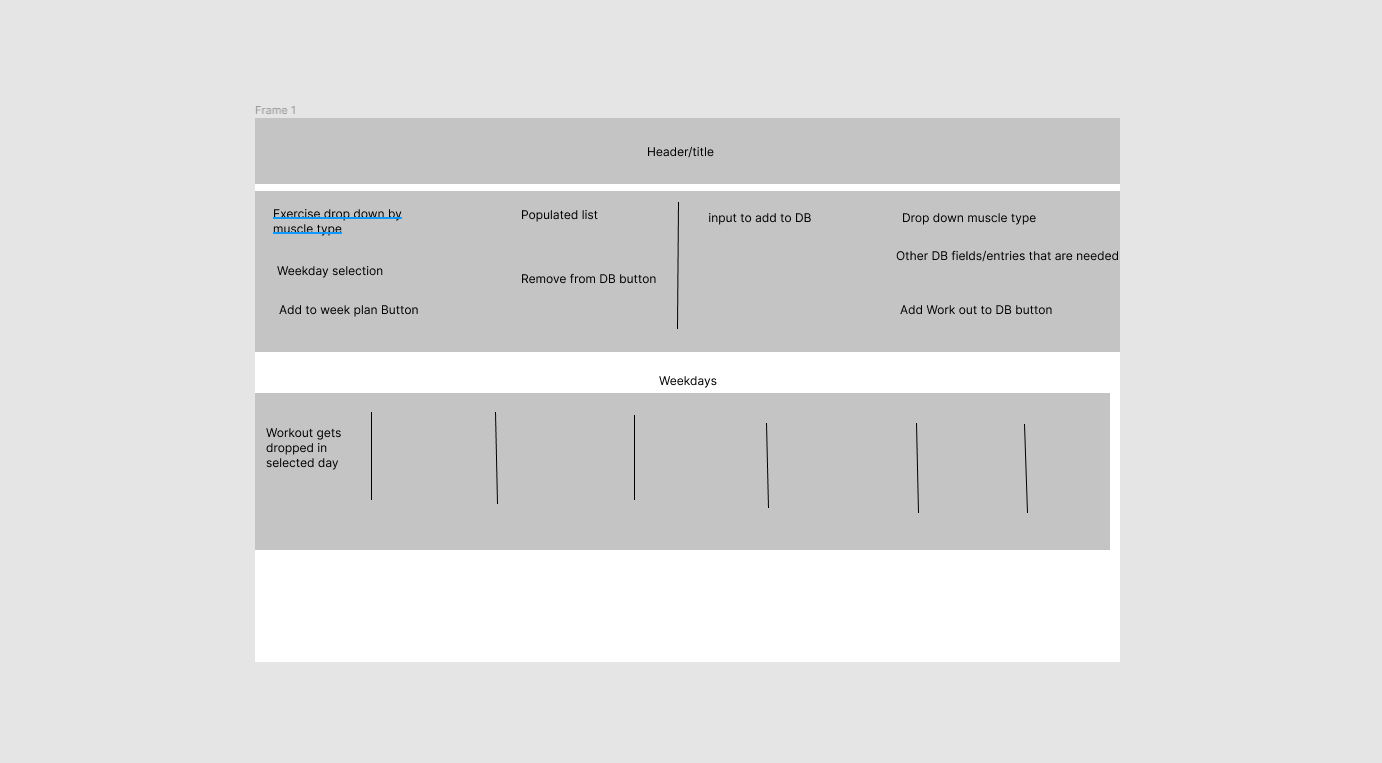 Frame 1
Header/title
Exercise drop down by
muscle type
Weekday selection
Add to week plan Button
Populated list
Remove from DB button
input to add to DB
Drop down muscle type
Other DB fields/entries that are needed
Add Work out to DB button
Weekdays
Workout gets
dropped in
selected day